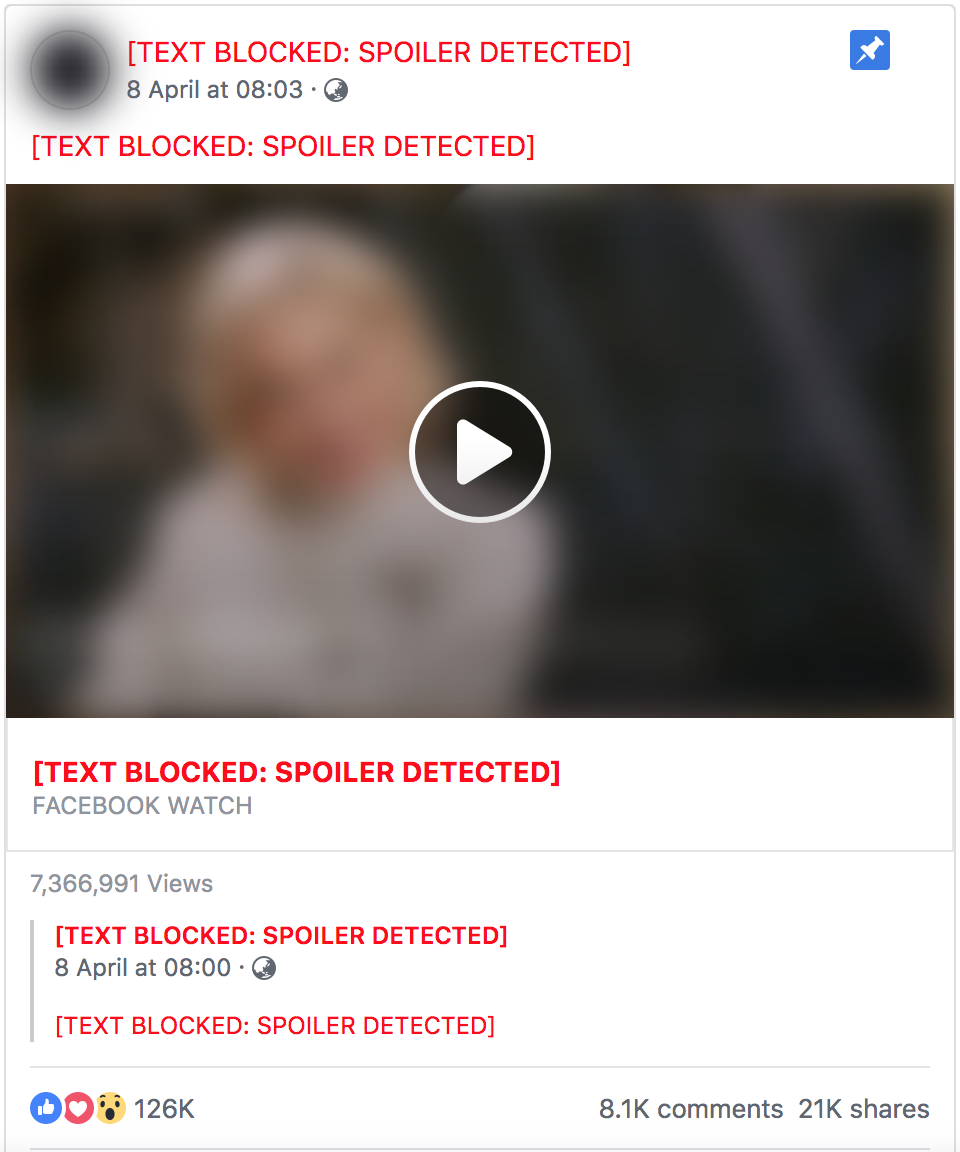 [TEXT BLOCKED: SPOILER DETECTED]
8 April at 08:03 ·
[TEXT BLOCKED: SPOILER DETECTED]
[TEXT BLOCKED: SPOILER DETECTED]
FACEBOOK WATCH
7,366,991 Views
[TEXT BLOCKED: SPOILER DETECTED]
8 April at 08:00 ·
[TEXT BLOCKED: SPOILER DETECTED]
126K 8.1K comments 21K shares